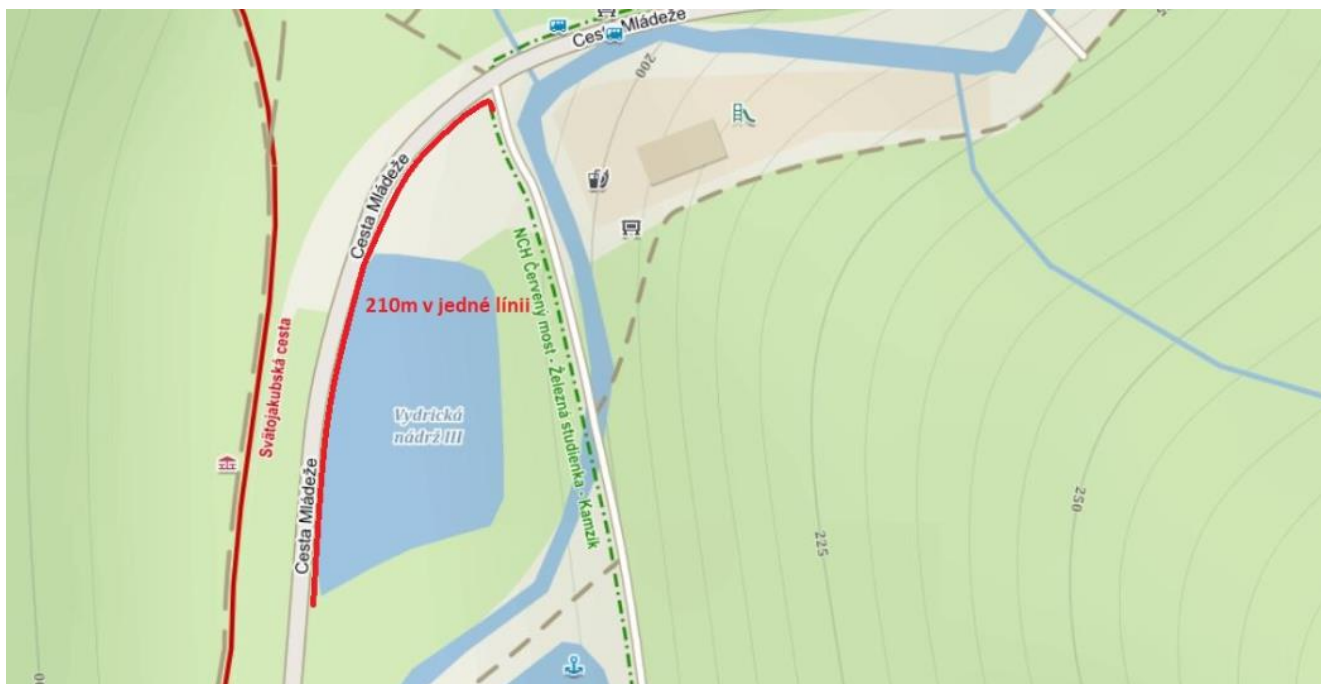 Cesta Mládeže
200
Cesta Mládeže
NCH Červený most - Železná studienka - Kamzík
210m v jedné línii
Svätojakubská cesta
Vydrická
nádrž III
Cesta Mládeže
250
225